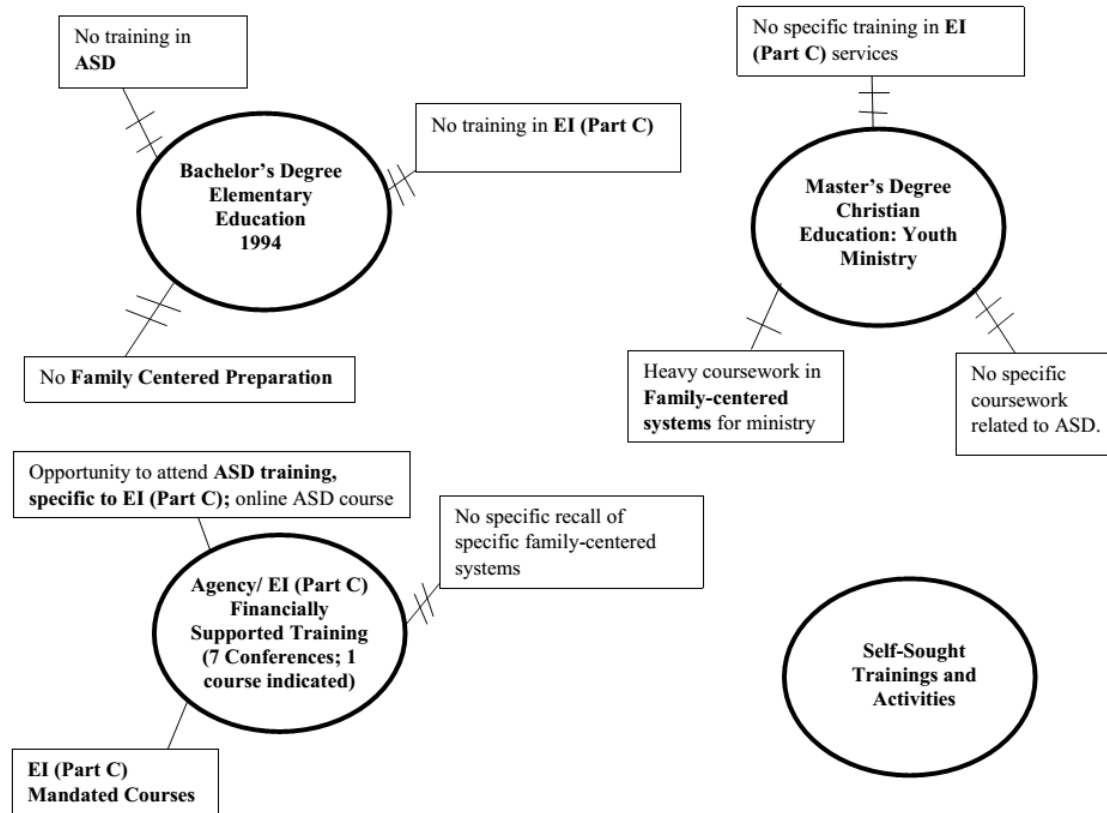 No training in
ASD
No specific training in EI
(Part C) services
No training in EI (Part C)
Bachelor’s Degree
Elementary
Education
1994
Master’s Degree
Christian
Education: Youth
Ministry
No Family Centered Preparation
Heavy coursework in
Family-centered
systems for ministry
No specific
coursework
related to ASD.
Opportunity to attend ASD training,
specific to EI (Part C); online ASD course
No specific recall of
specific family-centered
systems
Agency/ EI (Part C)
Financially
Supported Training
(7 Conferences; 1
course indicated)
Self-Sought
Trainings and
Activities
EI (Part C)
Mandated Courses